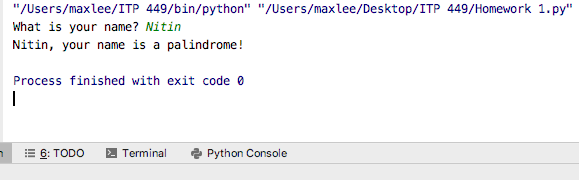 "/Users/maxlee/ITP 449/bin/python" "/Users/maxlee/Desktop/ITP 449/Homework 1.py"
What is your name? Nitin
Nitin, your name is a palindrome!
Process finished with exit code 0
6: TODO Terminal Python Console